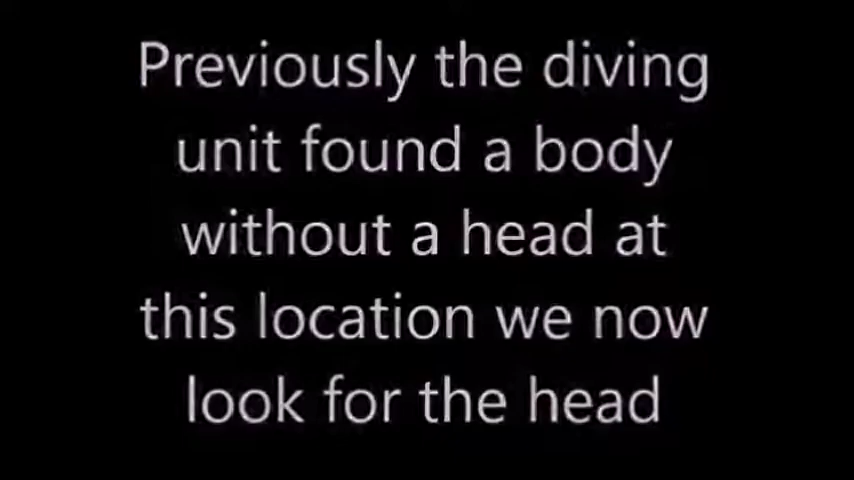 Previously the diving
unit found a body
without a head at
this location we now
look for the head